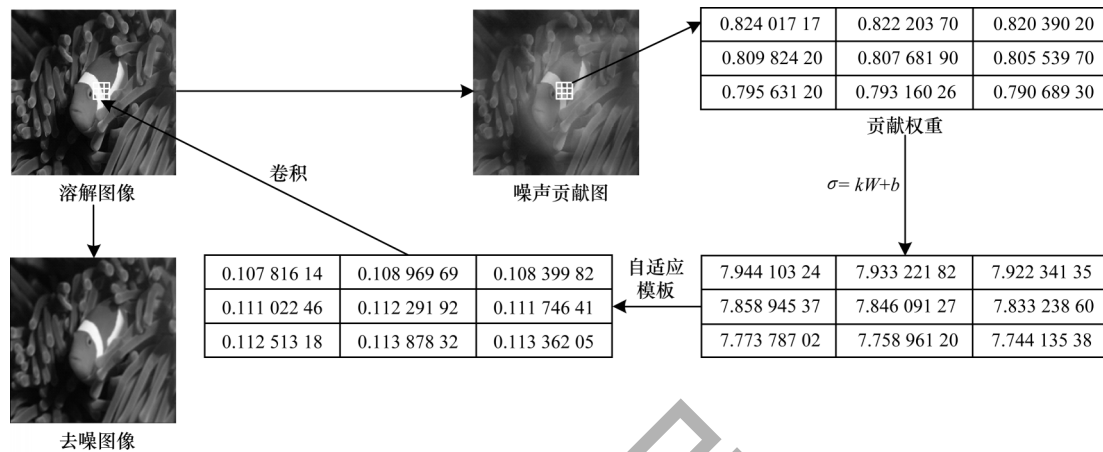 0.824 017 17 0.822 203 70 0.820 390 20
0.809 824 20 0.807 681 90 0.805 539 70
0.795 631 20 0.793 160 26 0.790 689 30
贡献权重
卷积
溶解图像
噪声贡献图
σ= kW+b
0.107 816 14 0.108 969 69 0.108 399 82
0.111 022 46 0.112 291 92 0.111 746 41
0.112 513 18 0.113 878 32 0.113 362 05
自适应
模板
7.944 103 24 7.933 221 82 7.922 341 35
7.858 945 37 7.846 091 27 7.833 238 60
7.773 787 02 7.758 961 20 7.744 135 38
去噪图像